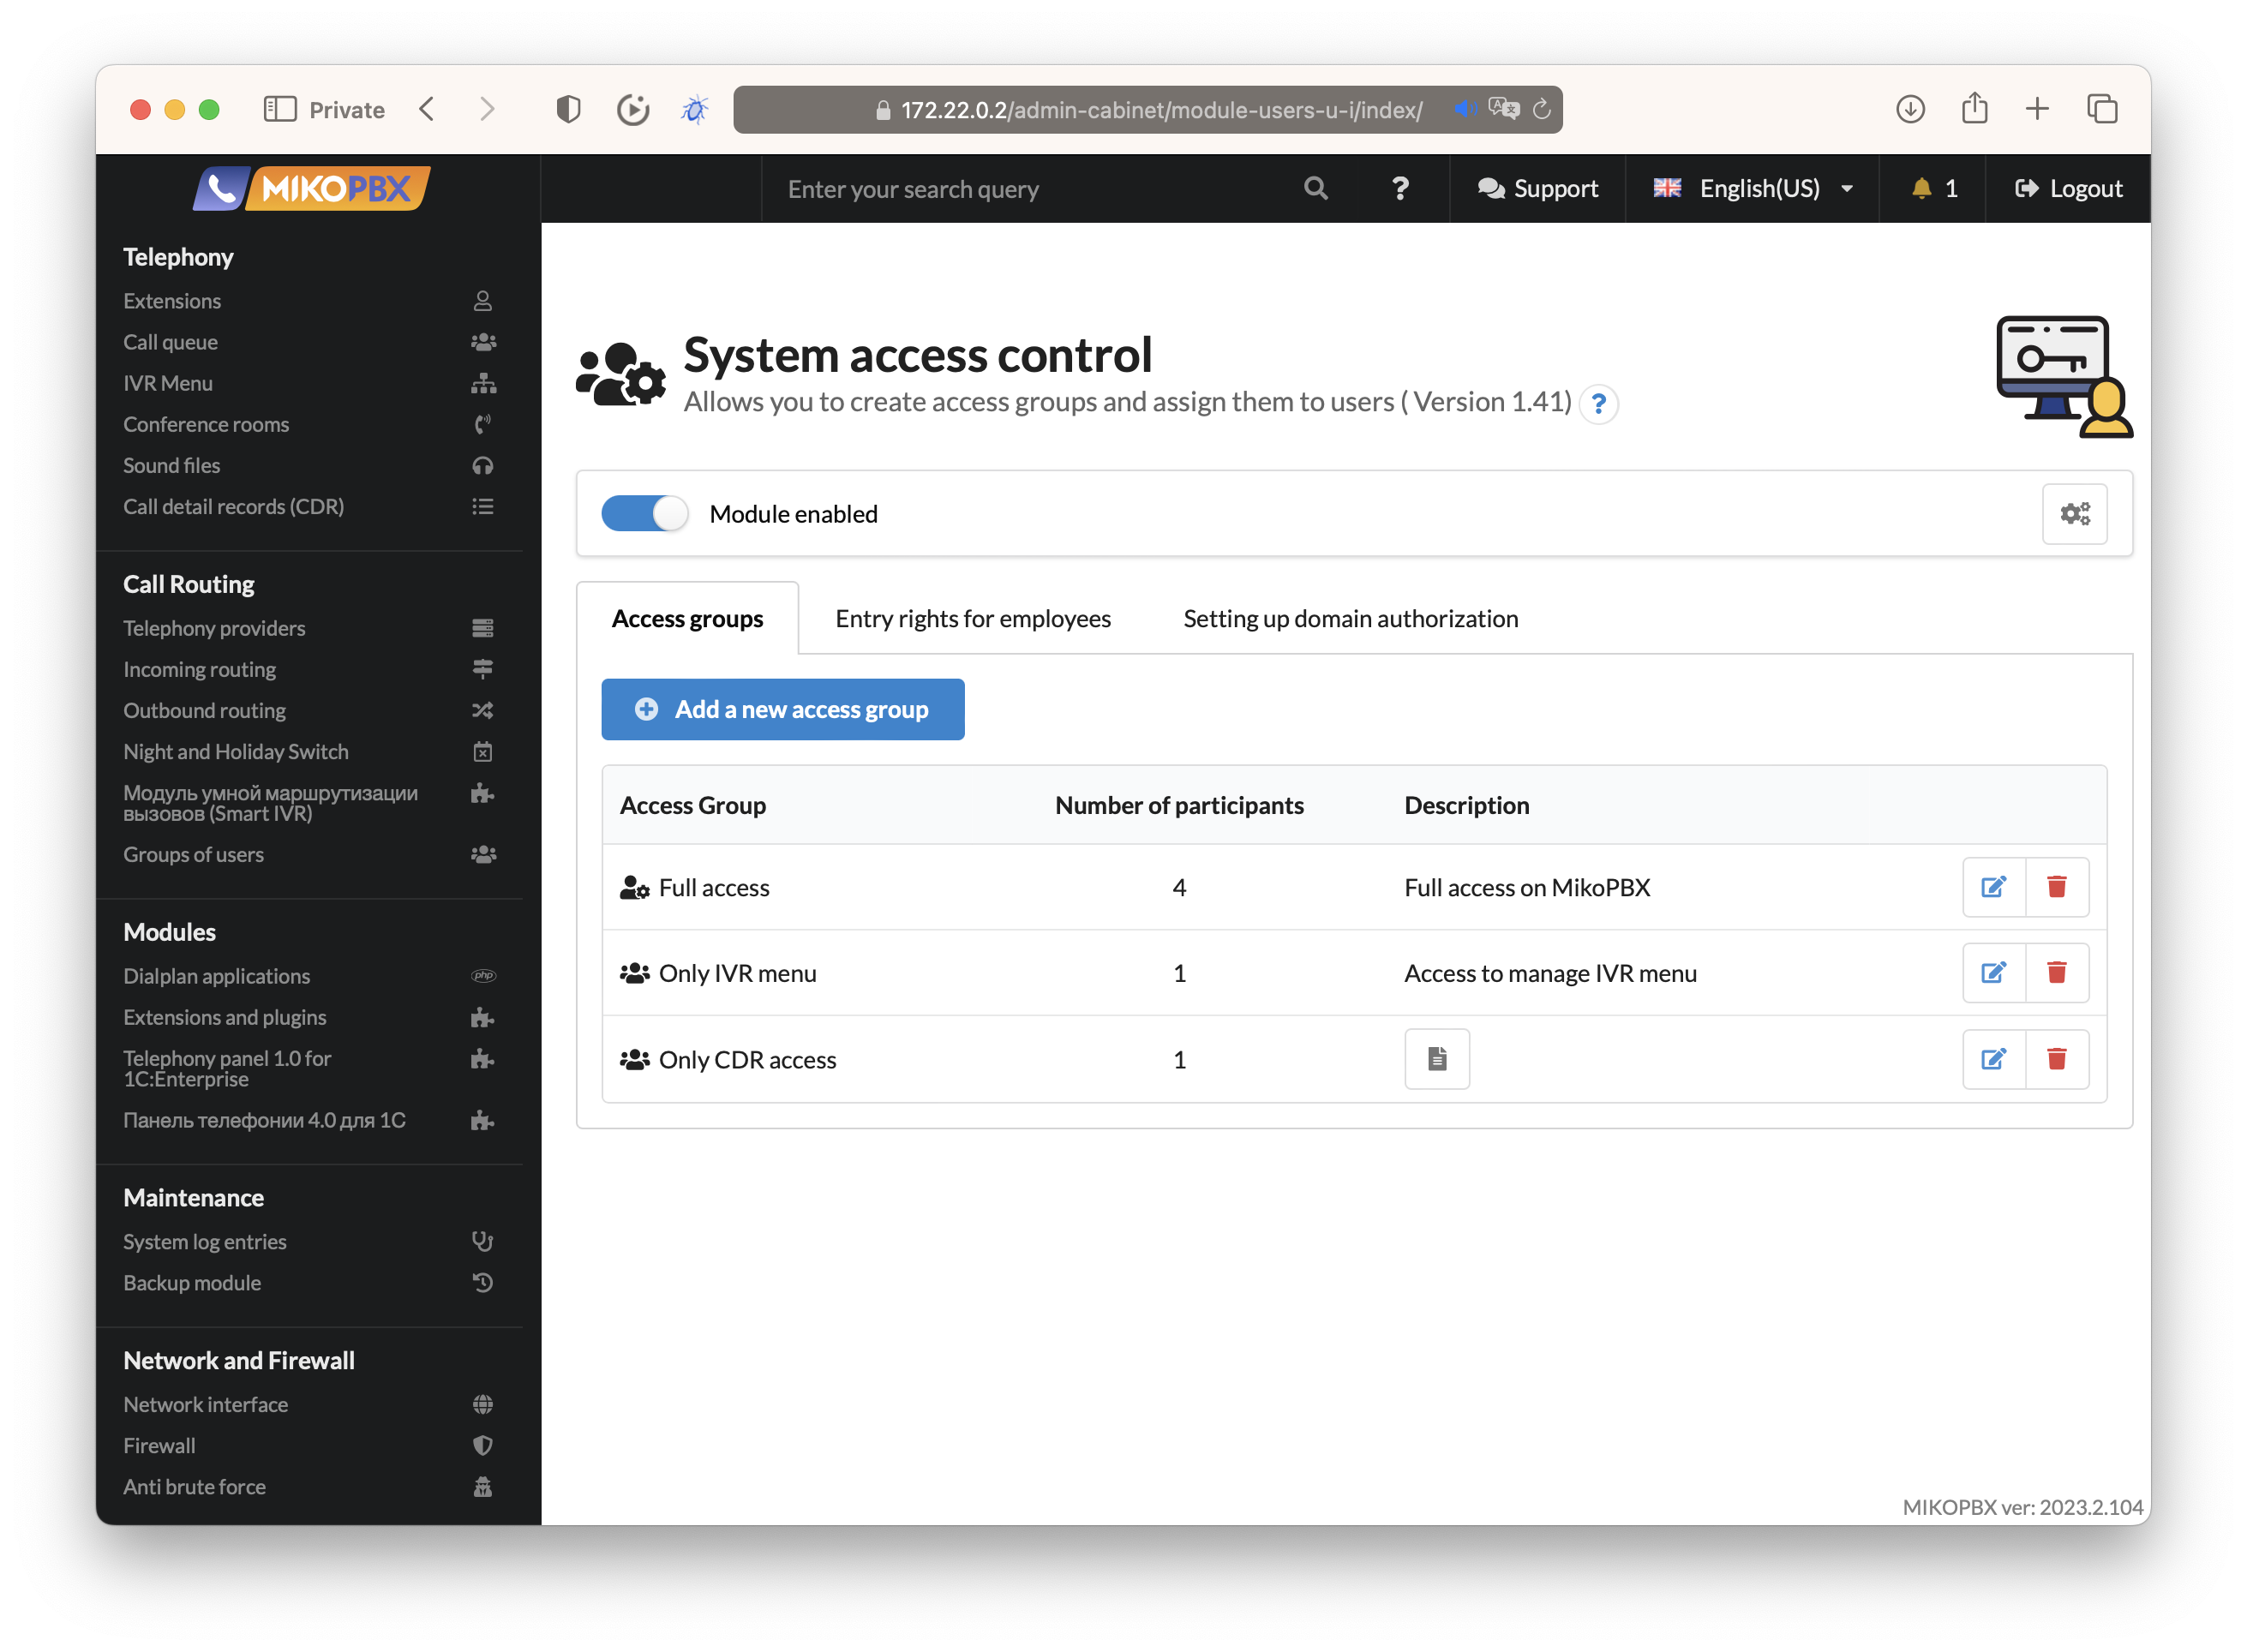 Private
172.22.0.2/admin-cabinet/module-users-u-i/index/
MIKOPBX
Enter your search query
?
Support
English(US)
1
Logout
Telephony
Extensions
Call queue
IVR Menu
Conference rooms
Sound files
Call detail records (CDR)
Call Routing
Telephony providers
Incoming routing
Outbound routing
Night and Holiday Switch
Модуль умной маршрутизации
вызовов (Smart IVR)
Groups of users
Modules
Dialplan applications
php
Extensions and plugins
Telephony panel 1.0 for
1C:Enterprise
Панель телефонии 4.0 для 1С
Maintenance
System log entries
Backup module
Network and Firewall
Network interface
Firewall
Anti brute force
System access control
Allows you to create access groups and assign them to users ( Version 1.41) ?
Module enabled
Access groups
Entry rights for employees
Setting up domain authorization
Add a new access group
Access Group Number of participants Description
Full access 4 Full access on MikoPBX
Only IVR menu 1 Access to manage IVR menu
Only CDR access 1
MIKOPBX ver: 2023.2.104